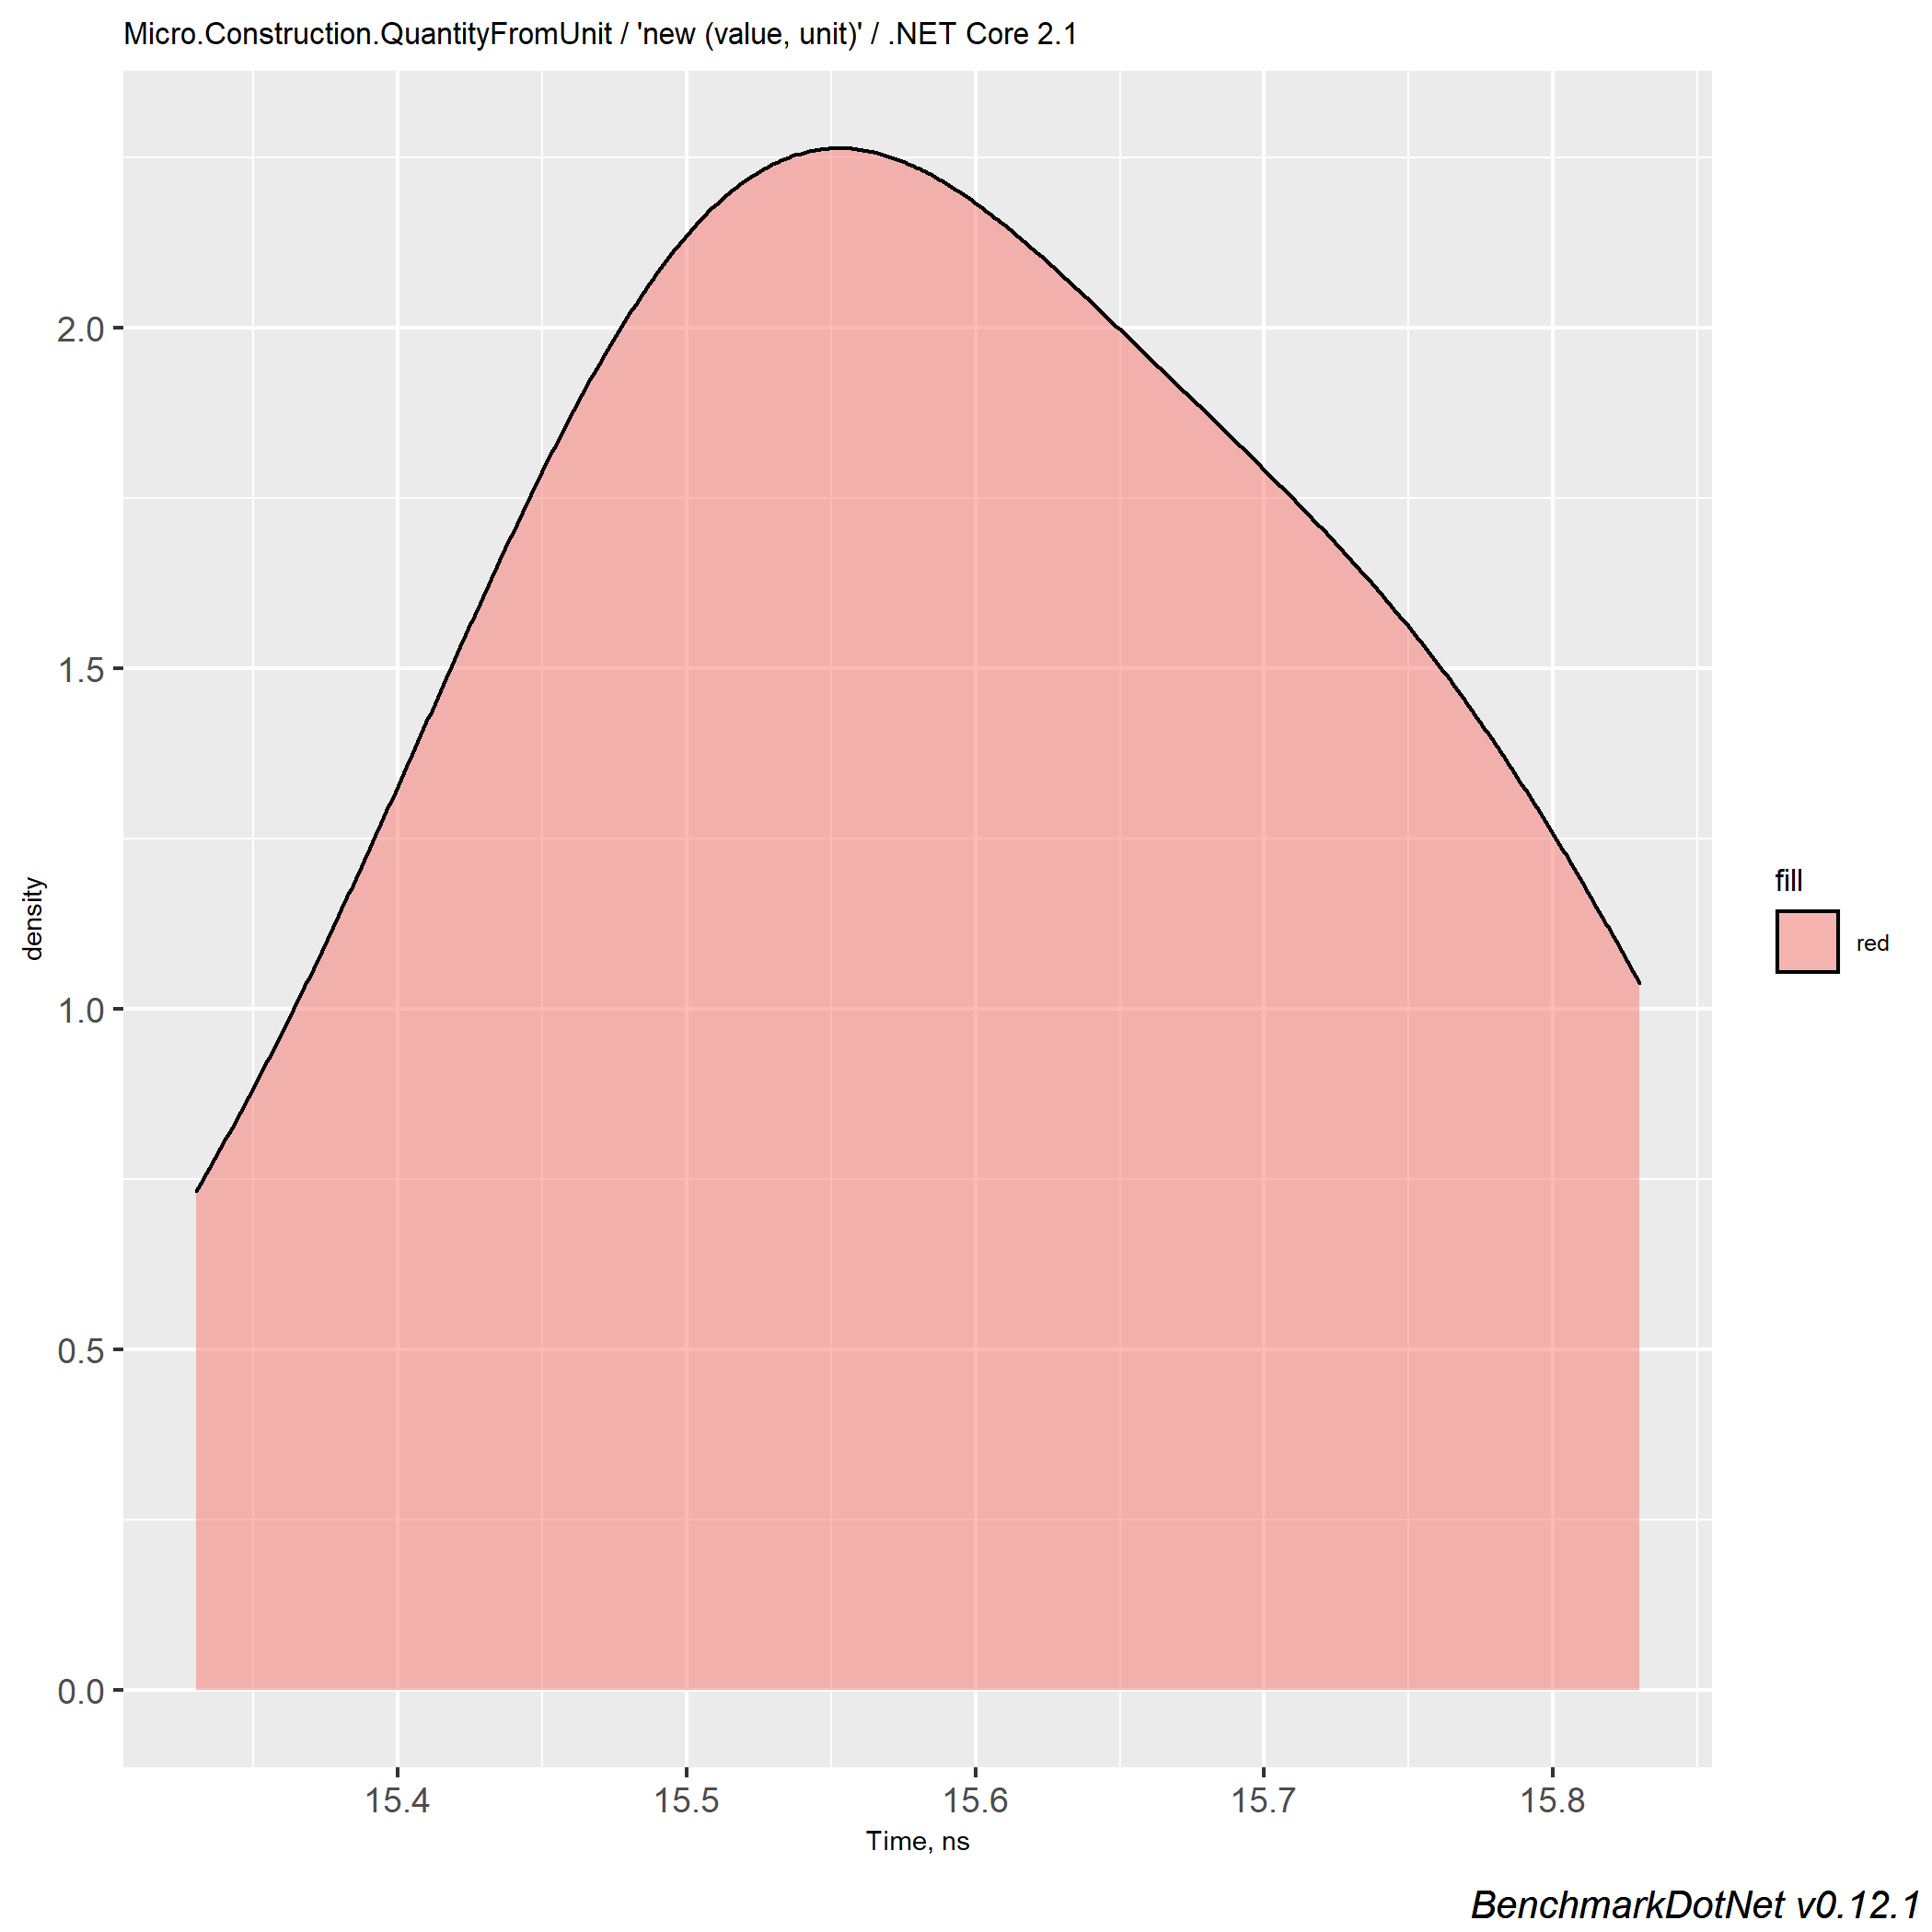 Micro.Construction.QuantityFromUnit / 'new (value, unit)' / .NET Core 2.1
density
2.0
1.5
1.0
0.5
0.0
15.4 15.5 15.6 15.7 15.8
Time, ns
fill
red
BenchmarkDotNet v0.12.1